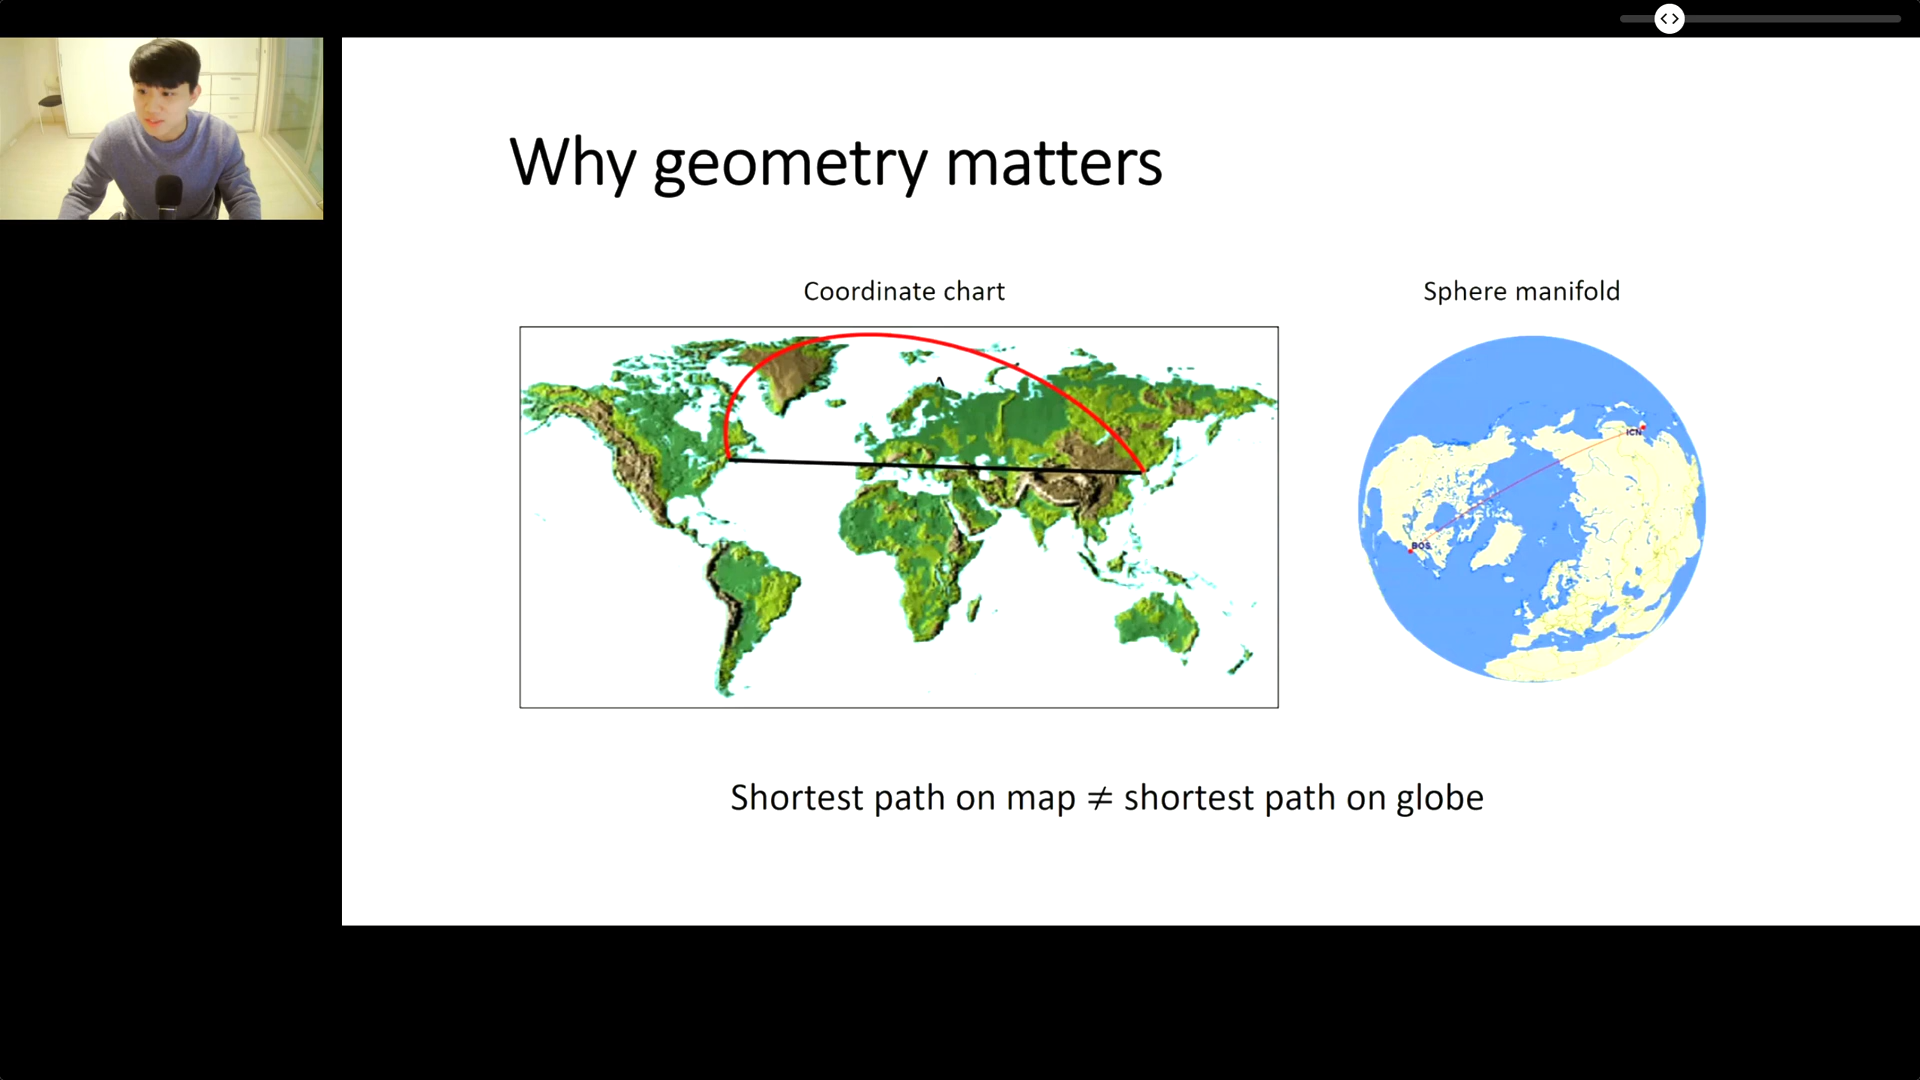 Why geometry matters
Coordinate chart
Sphere manifold
ICN
BOS
Shortest path on map ≠ shortest path on globe